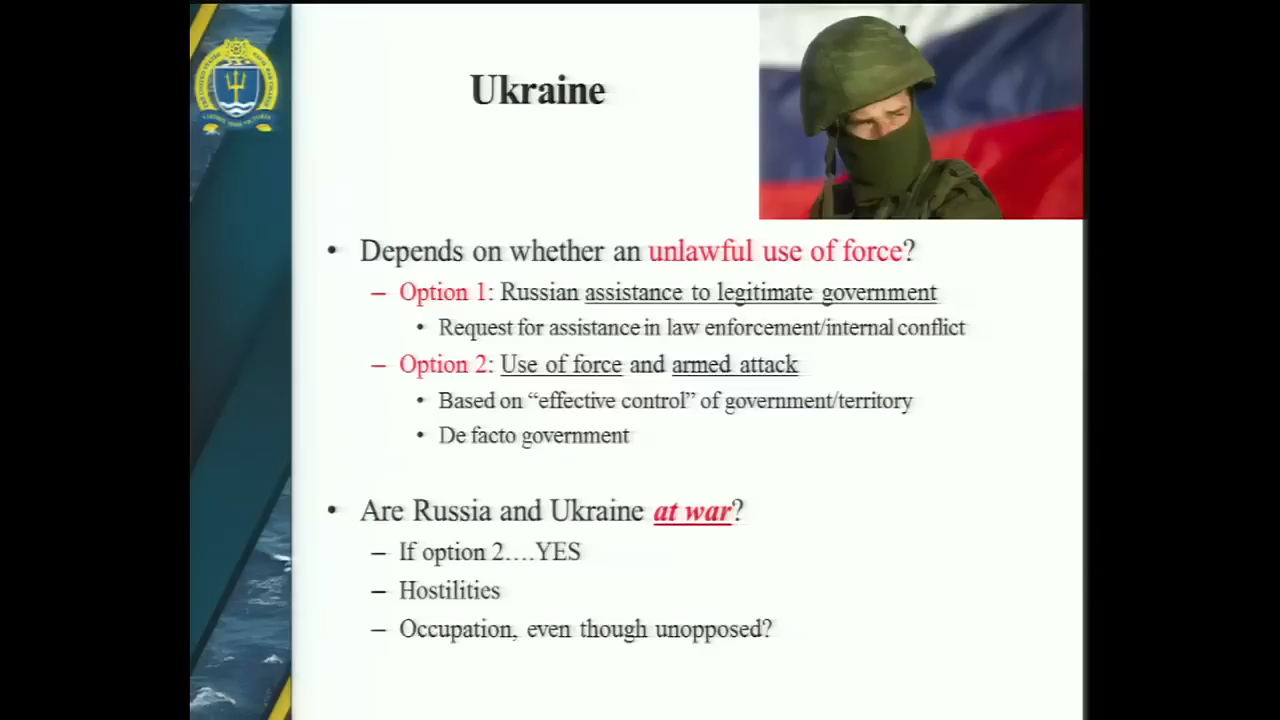 Ukraine
• Depends on whether an unlawful use of force?
– Option 1: Russian assistance to legitimate government
• Request for assistance in law enforcement/internal conflict
– Option 2: Use of force and armed attack
• Based on “effective control” of government/territory
• De facto government
• Are Russia and Ukraine at war?
– If option 2….YES
– Hostilities
– Occupation, even though unopposed?